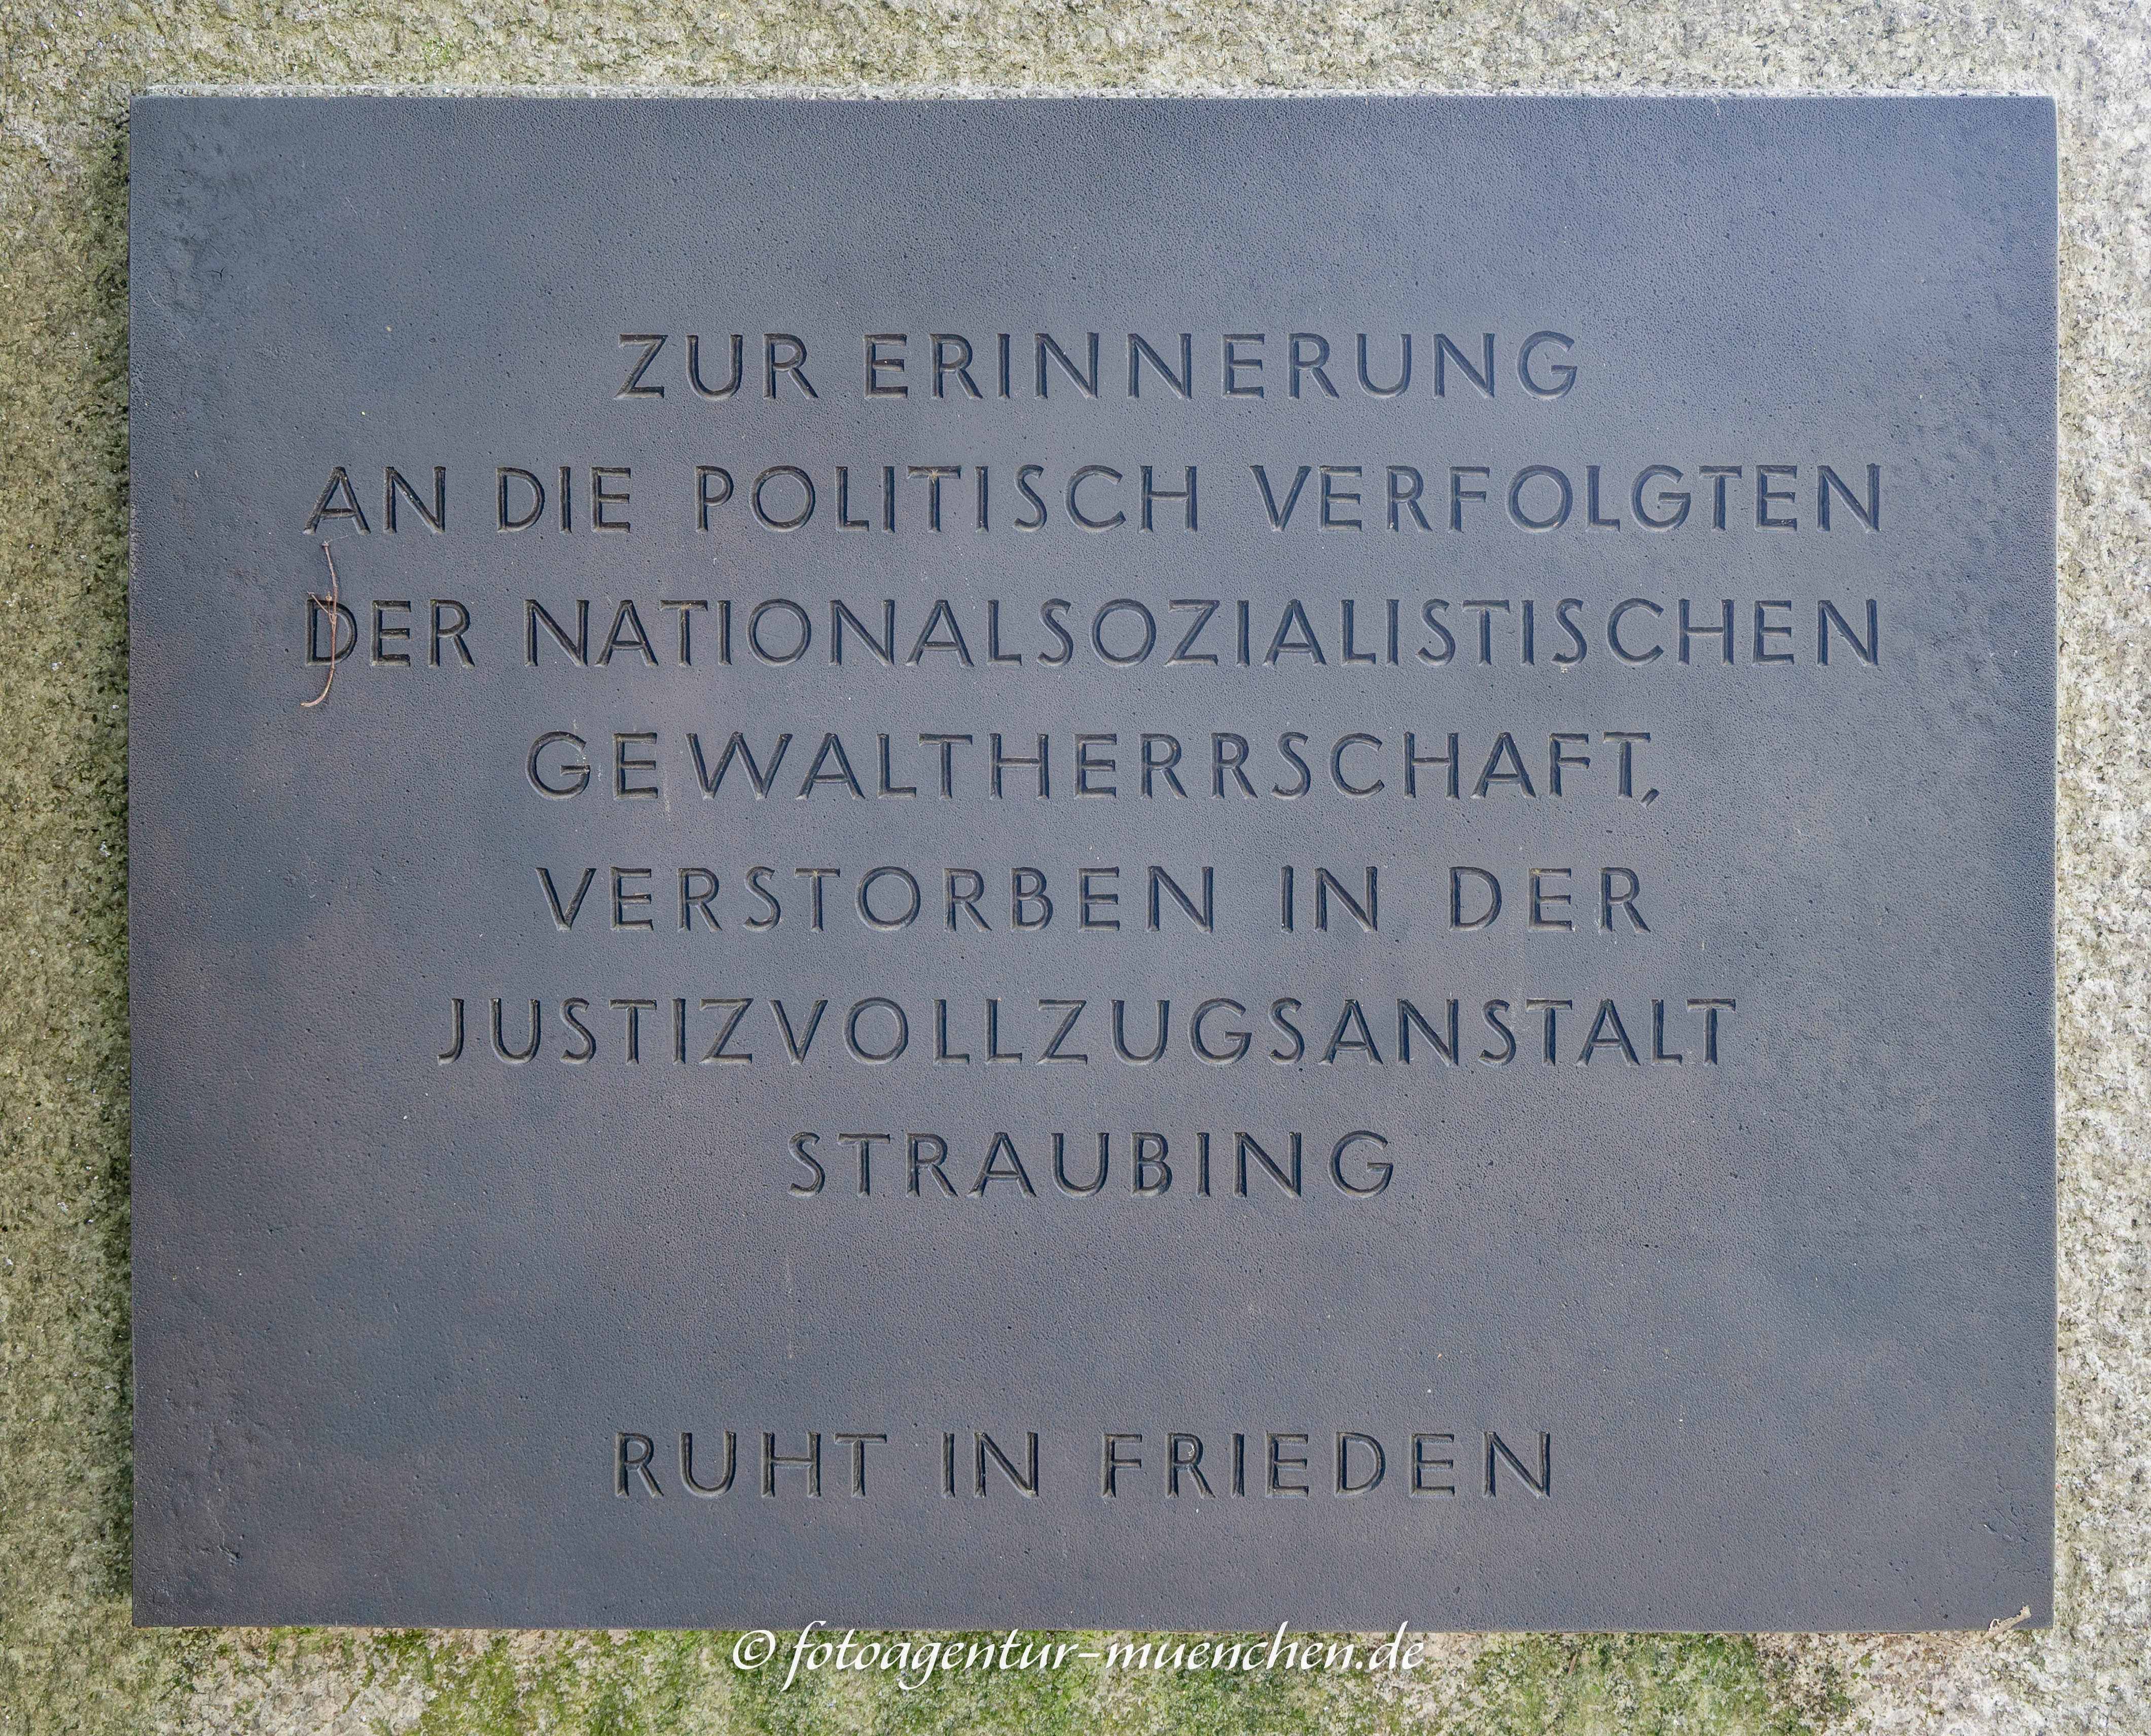 ZUR ERINNERUNG
AN DIE POLITISCH VERFOLGTEN
DER NATIONALSOZIALISTISCHEN
GEWALTHERRSCHAFT,
VERSTORBEN IN DER
JUSTIZVOLLZUGSANSTALT
STRAUBING
RUHT IN FRIEDEN
© fotoagentur-muenchen.de